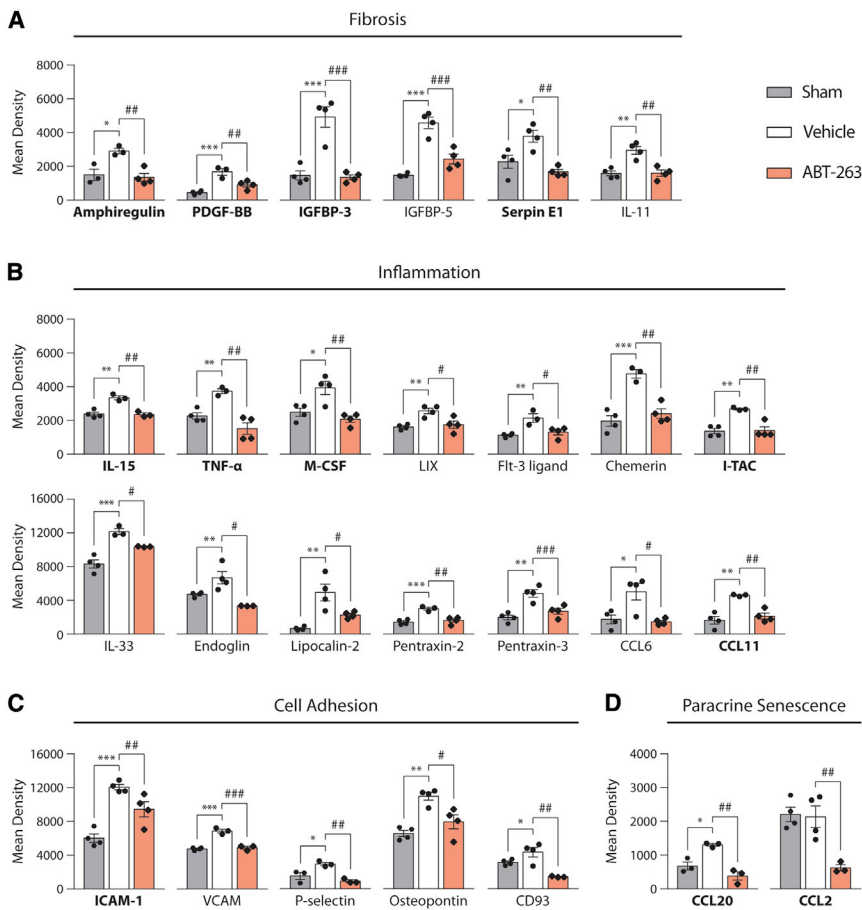 A
Fibrosis
Mean Density
8000
6000
4000
2000
0
* ##
*** ##
*** ###
*** ###
* ##
** ##
Amphiregulin PDGF-BB IGFBP-3 IGFBP-5 Serpin E1 IL-11
Sham
Vehicle
ABT-263
B
Inflammation
Mean Density
8000
6000
4000
2000
0
** ##
** ##
* ##
** #
** #
*** ##
** ##
IL-15 TNF-α M-CSF LIX Flt-3 ligand Chemerin I-TAC
Mean Density
16000
12000
8000
4000
0
*** #
** #
** #
*** ##
** ###
* #
** ##
IL-33 Endoglin Lipocalin-2 Pentraxin-2 Pentraxin-3 CCL6 CCL11
C
Cell Adhesion
Mean Density
16000
12000
8000
4000
0
*** ##
*** ###
* ##
** #
* ##
ICAM-1 VCAM P-selectin Osteopontin CD93
D
Paracrine Senescence
Mean Density
4000
3000
2000
1000
0
* ##
##
CCL20 CCL2